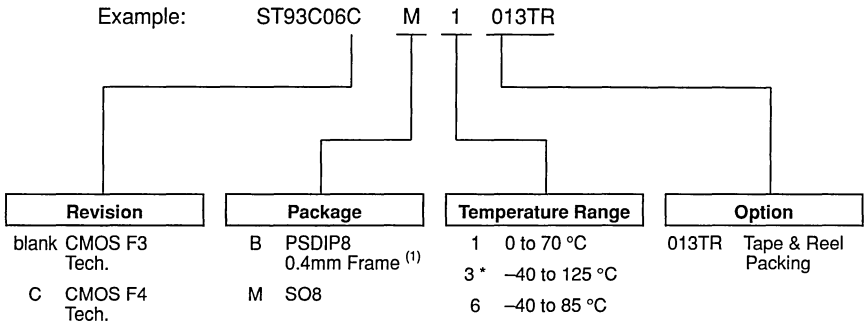 Example: ST93C06C M 1 013TR
Revision
blank CMOS F3
Tech.
C CMOS F4
Tech.
Package
B PSDIP8
0.4mm Frame (1)
M SO8
Temperature Range
1 0 to 70 °C
3 * –40 to 125 °C
6 –40 to 85 °C
Option
013TR Tape & Reel
Packing